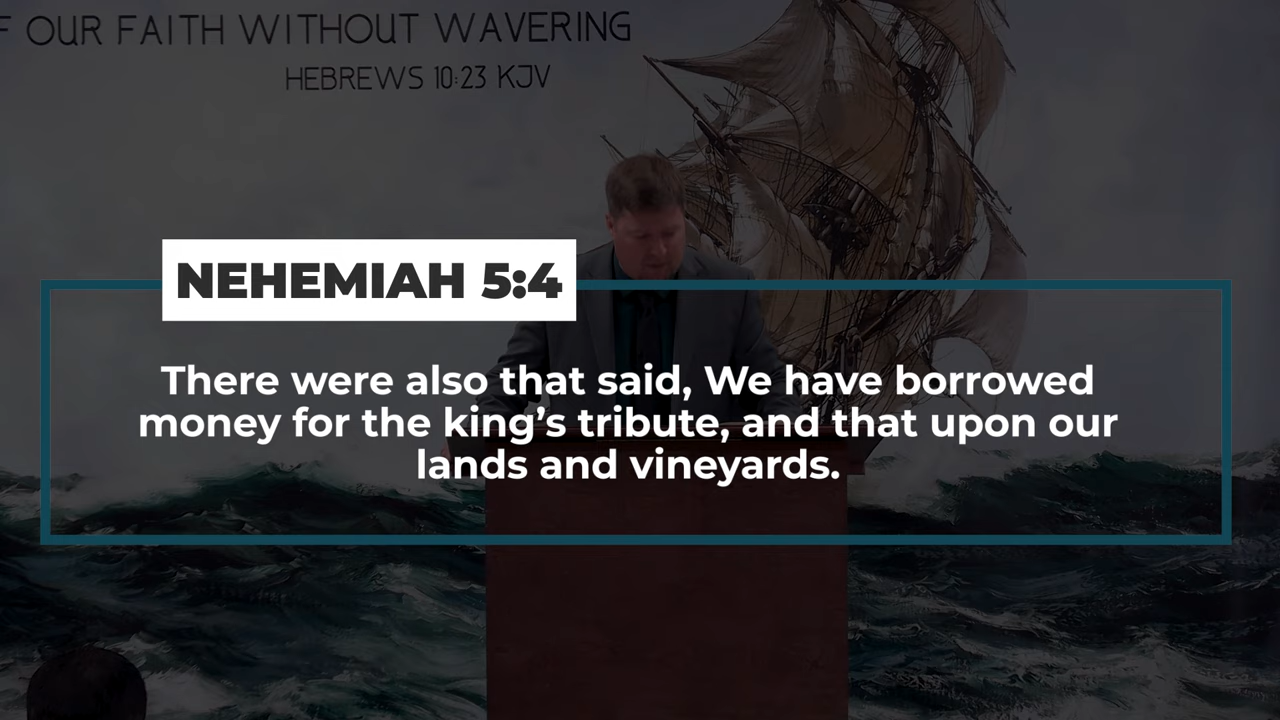 F OUR FAITH WITHOUT WAVERING
HEBREWS 10:23 KJV
NEHEMIAH 5:4
There were also that said, We have borrowed
money for the king’s tribute, and that upon our
lands and vineyards.